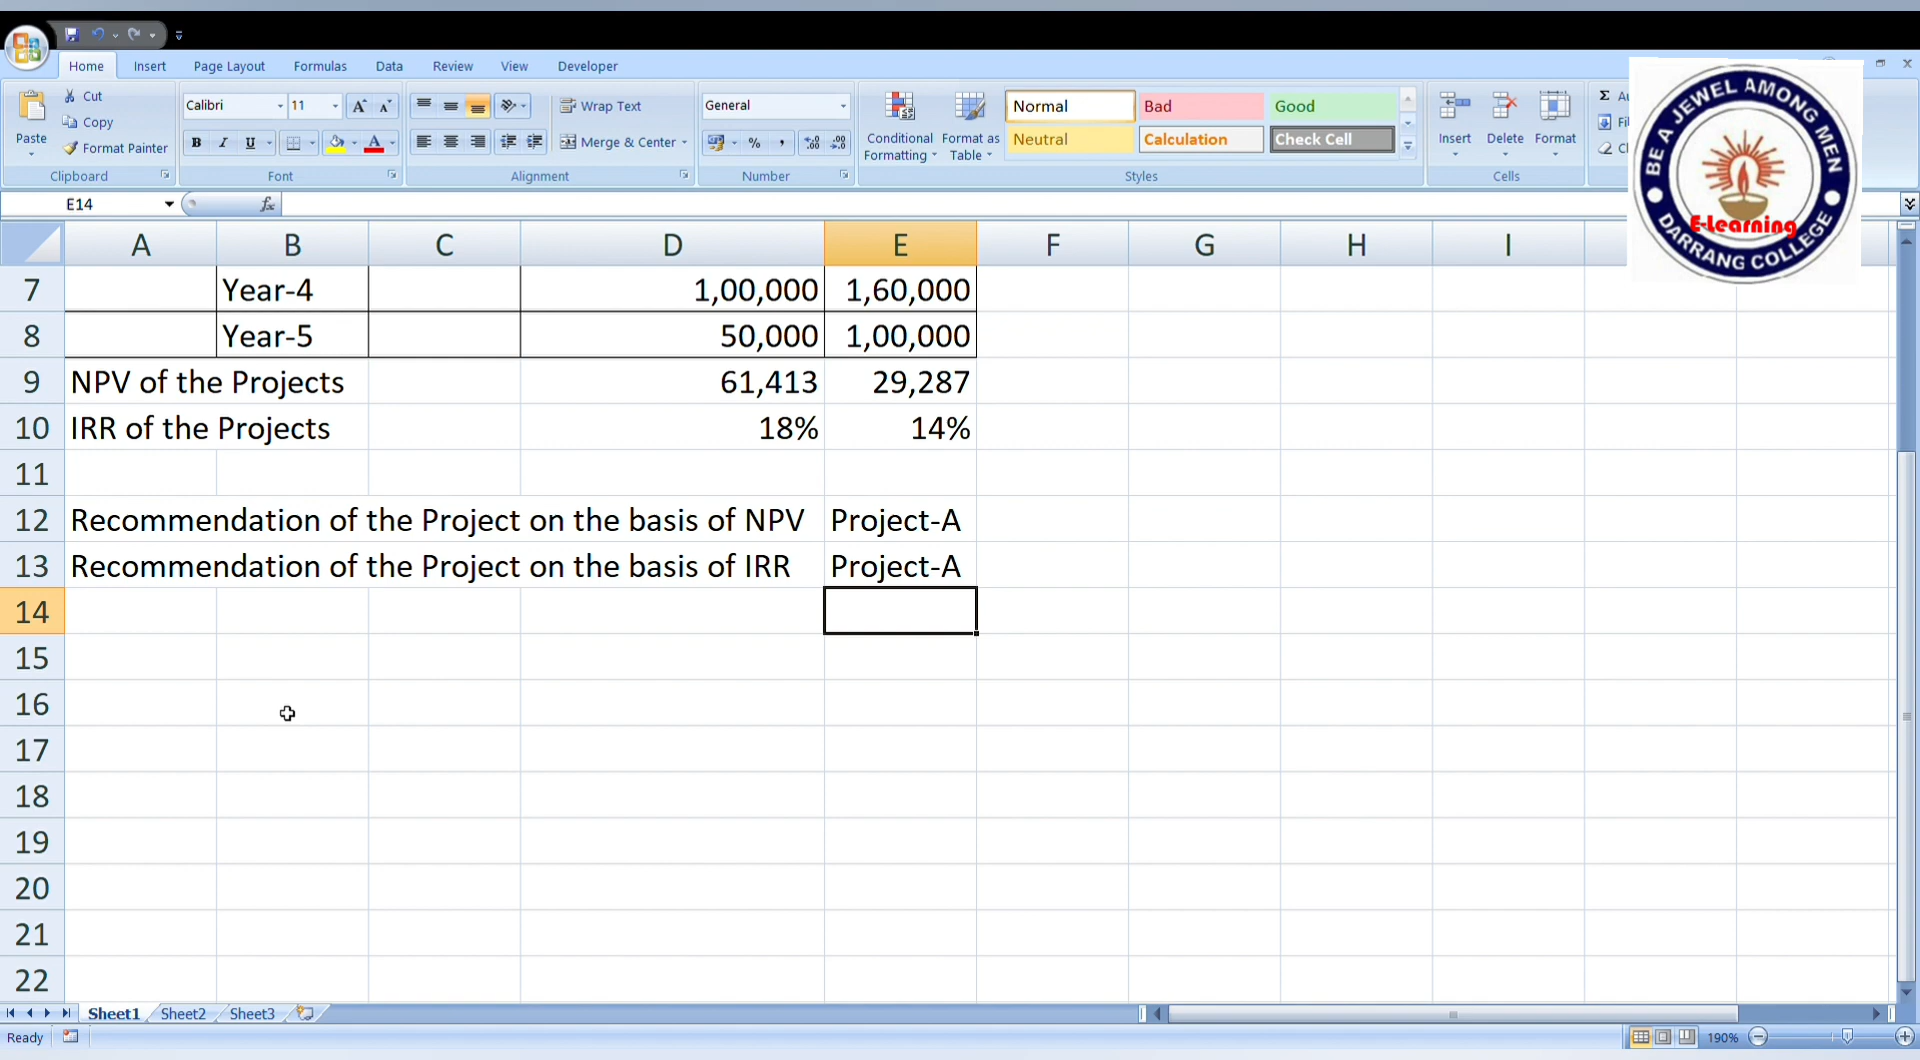 Home Insert Page Layout Formulas Data Review View Developer
Paste
Cut
Copy
Format Painter
Clipboard
Calibri 11
B I U
Font
Wrap Text
Merge & Center
Alignment
General
%
Number
Conditional Formatting
Format as Table
Normal Bad Good
Neutral Calculation Check Cell
Styles
Insert Delete Format
Cells
BE A JEWEL AMONG MEN
E-Learning
DARRANG COLLEGE
E14 fx
A B C D E F G H I
7 Year-4 1,00,000 1,60,000
8 Year-5 50,000 1,00,000
9 NPV of the Projects 61,413 29,287
10 IRR of the Projects 18% 14%
11
12 Recommendation of the Project on the basis of NPV Project-A
13 Recommendation of the Project on the basis of IRR Project-A
14
15
16
17
18
19
20
21
22
Sheet1 Sheet2 Sheet3
Ready 190%